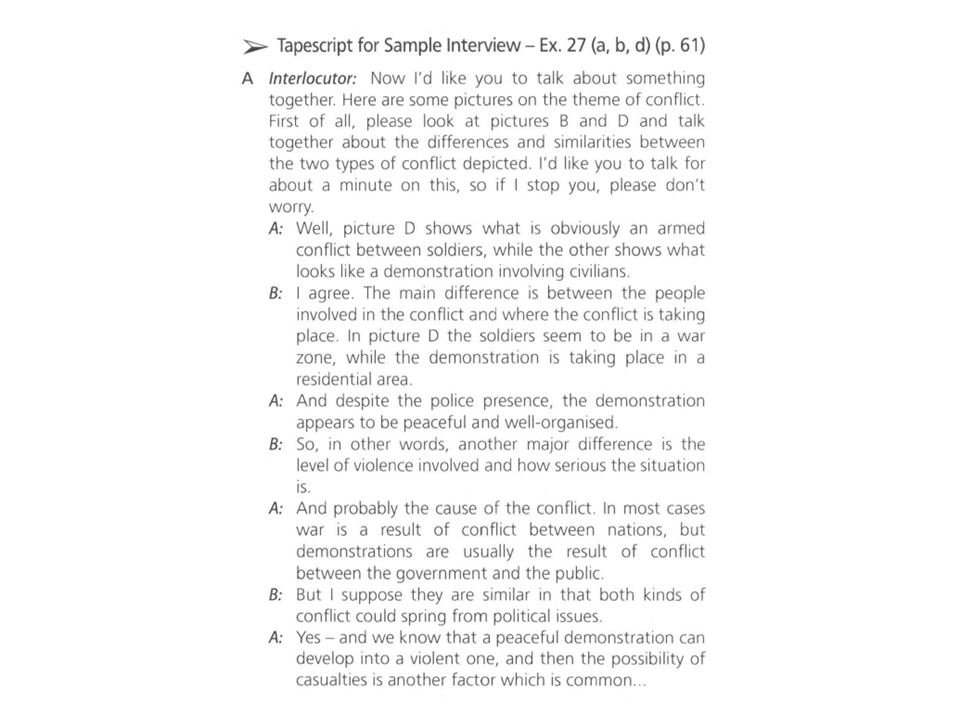 ➢ Tapescript for Sample Interview – Ex. 27 (a, b, d) (p. 61)
A Interlocutor: Now I'd like you to talk about something
together. Here are some pictures on the theme of conflict.
First of all, please look at pictures B and D and talk
together about the differences and similarities between
the two types of conflict depicted. I'd like you to talk for
about a minute on this, so if I stop you, please don't
worry.
A: Well, picture D shows what is obviously an armed
conflict between soldiers, while the other shows what
looks like a demonstration involving civilians.
B: I agree. The main difference is between the people
involved in the conflict and where the conflict is taking
place. In picture D the soldiers seem to be in a war
zone, while the demonstration is taking place in a
residential area.
A: And despite the police presence, the demonstration
appears to be peaceful and well-organised.
B: So, in other words, another major difference is the
level of violence involved and how serious the situation
is.
A: And probably the cause of the conflict. In most cases
war is a result of conflict between nations, but
demonstrations are usually the result of conflict
between the government and the public.
B: But I suppose they are similar in that both kinds of
conflict could spring from political issues.
A: Yes – and we know that a peaceful demonstration can
develop into a violent one, and then the possibility of
casualties is another factor which is common...